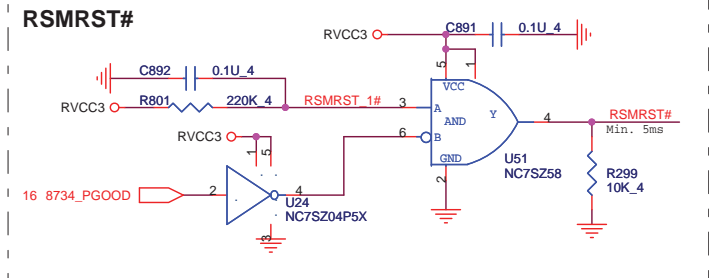 RSMRST#
RVCC3
C891
0.1U_4
C892
0.1U_4
5
1
VCC
RVCC3
R801
220K_4
RSMRST_1#
3
A
AND
Y
4
RSMRST#
Min. 5ms
RVCC3
6
B
1
5
GND
U51
NC7SZ58
R299
10K_4
2
16 8734_PGOOD
2
4
U24
NC7SZ04P5X
3